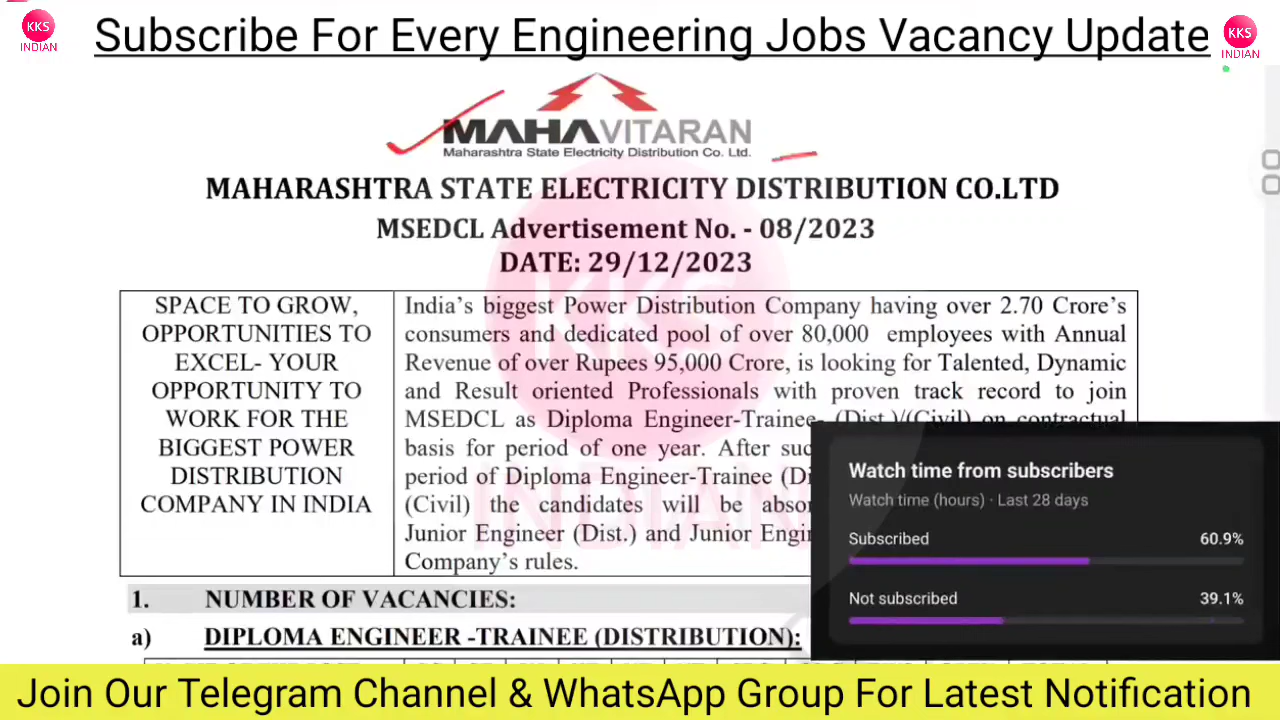 KKS
INDIAN
Subscribe For Every Engineering Jobs Vacancy Update
KKS
INDIAN
MAHAVITARAN
Maharashtra State Electricity Distribution Co. Ltd.
MAHARASHTRA STATE ELECTRICITY DISTRIBUTION CO.LTD
MSEDCL Advertisement No. - 08/2023
DATE: 29/12/2023
SPACE TO GROW,
OPPORTUNITIES TO
EXCEL- YOUR
OPPORTUNITY TO
WORK FOR THE
BIGGEST POWER
DISTRIBUTION
COMPANY IN INDIA
India's biggest Power Distribution Company having over 2.70 Crore's
consumers and dedicated pool of over 80,000 employees with Annual
Revenue of over Rupees 95,000 Crore, is looking for Talented, Dynamic
and Result oriented Professionals with proven track record to join
MSEDCL as Diploma Engineer-Trainee- (Dist.)/(Civil) on contractual
basis for period of one year. After
period of Diploma Engineer-Trainee
(Civil) the candidates will be
Junior Engineer (Dist.) and Junior
Company's rules.
KKS
INDIAN
Watch time from subscribers
Watch time (hours) · Last 28 days
Subscribed 60.9%
Not subscribed 39.1%
1. NUMBER OF VACANCIES:
a) DIPLOMA ENGINEER -TRAINEE (DISTRIBUTION):
Join Our Telegram Channel & WhatsApp Group For Latest Notification